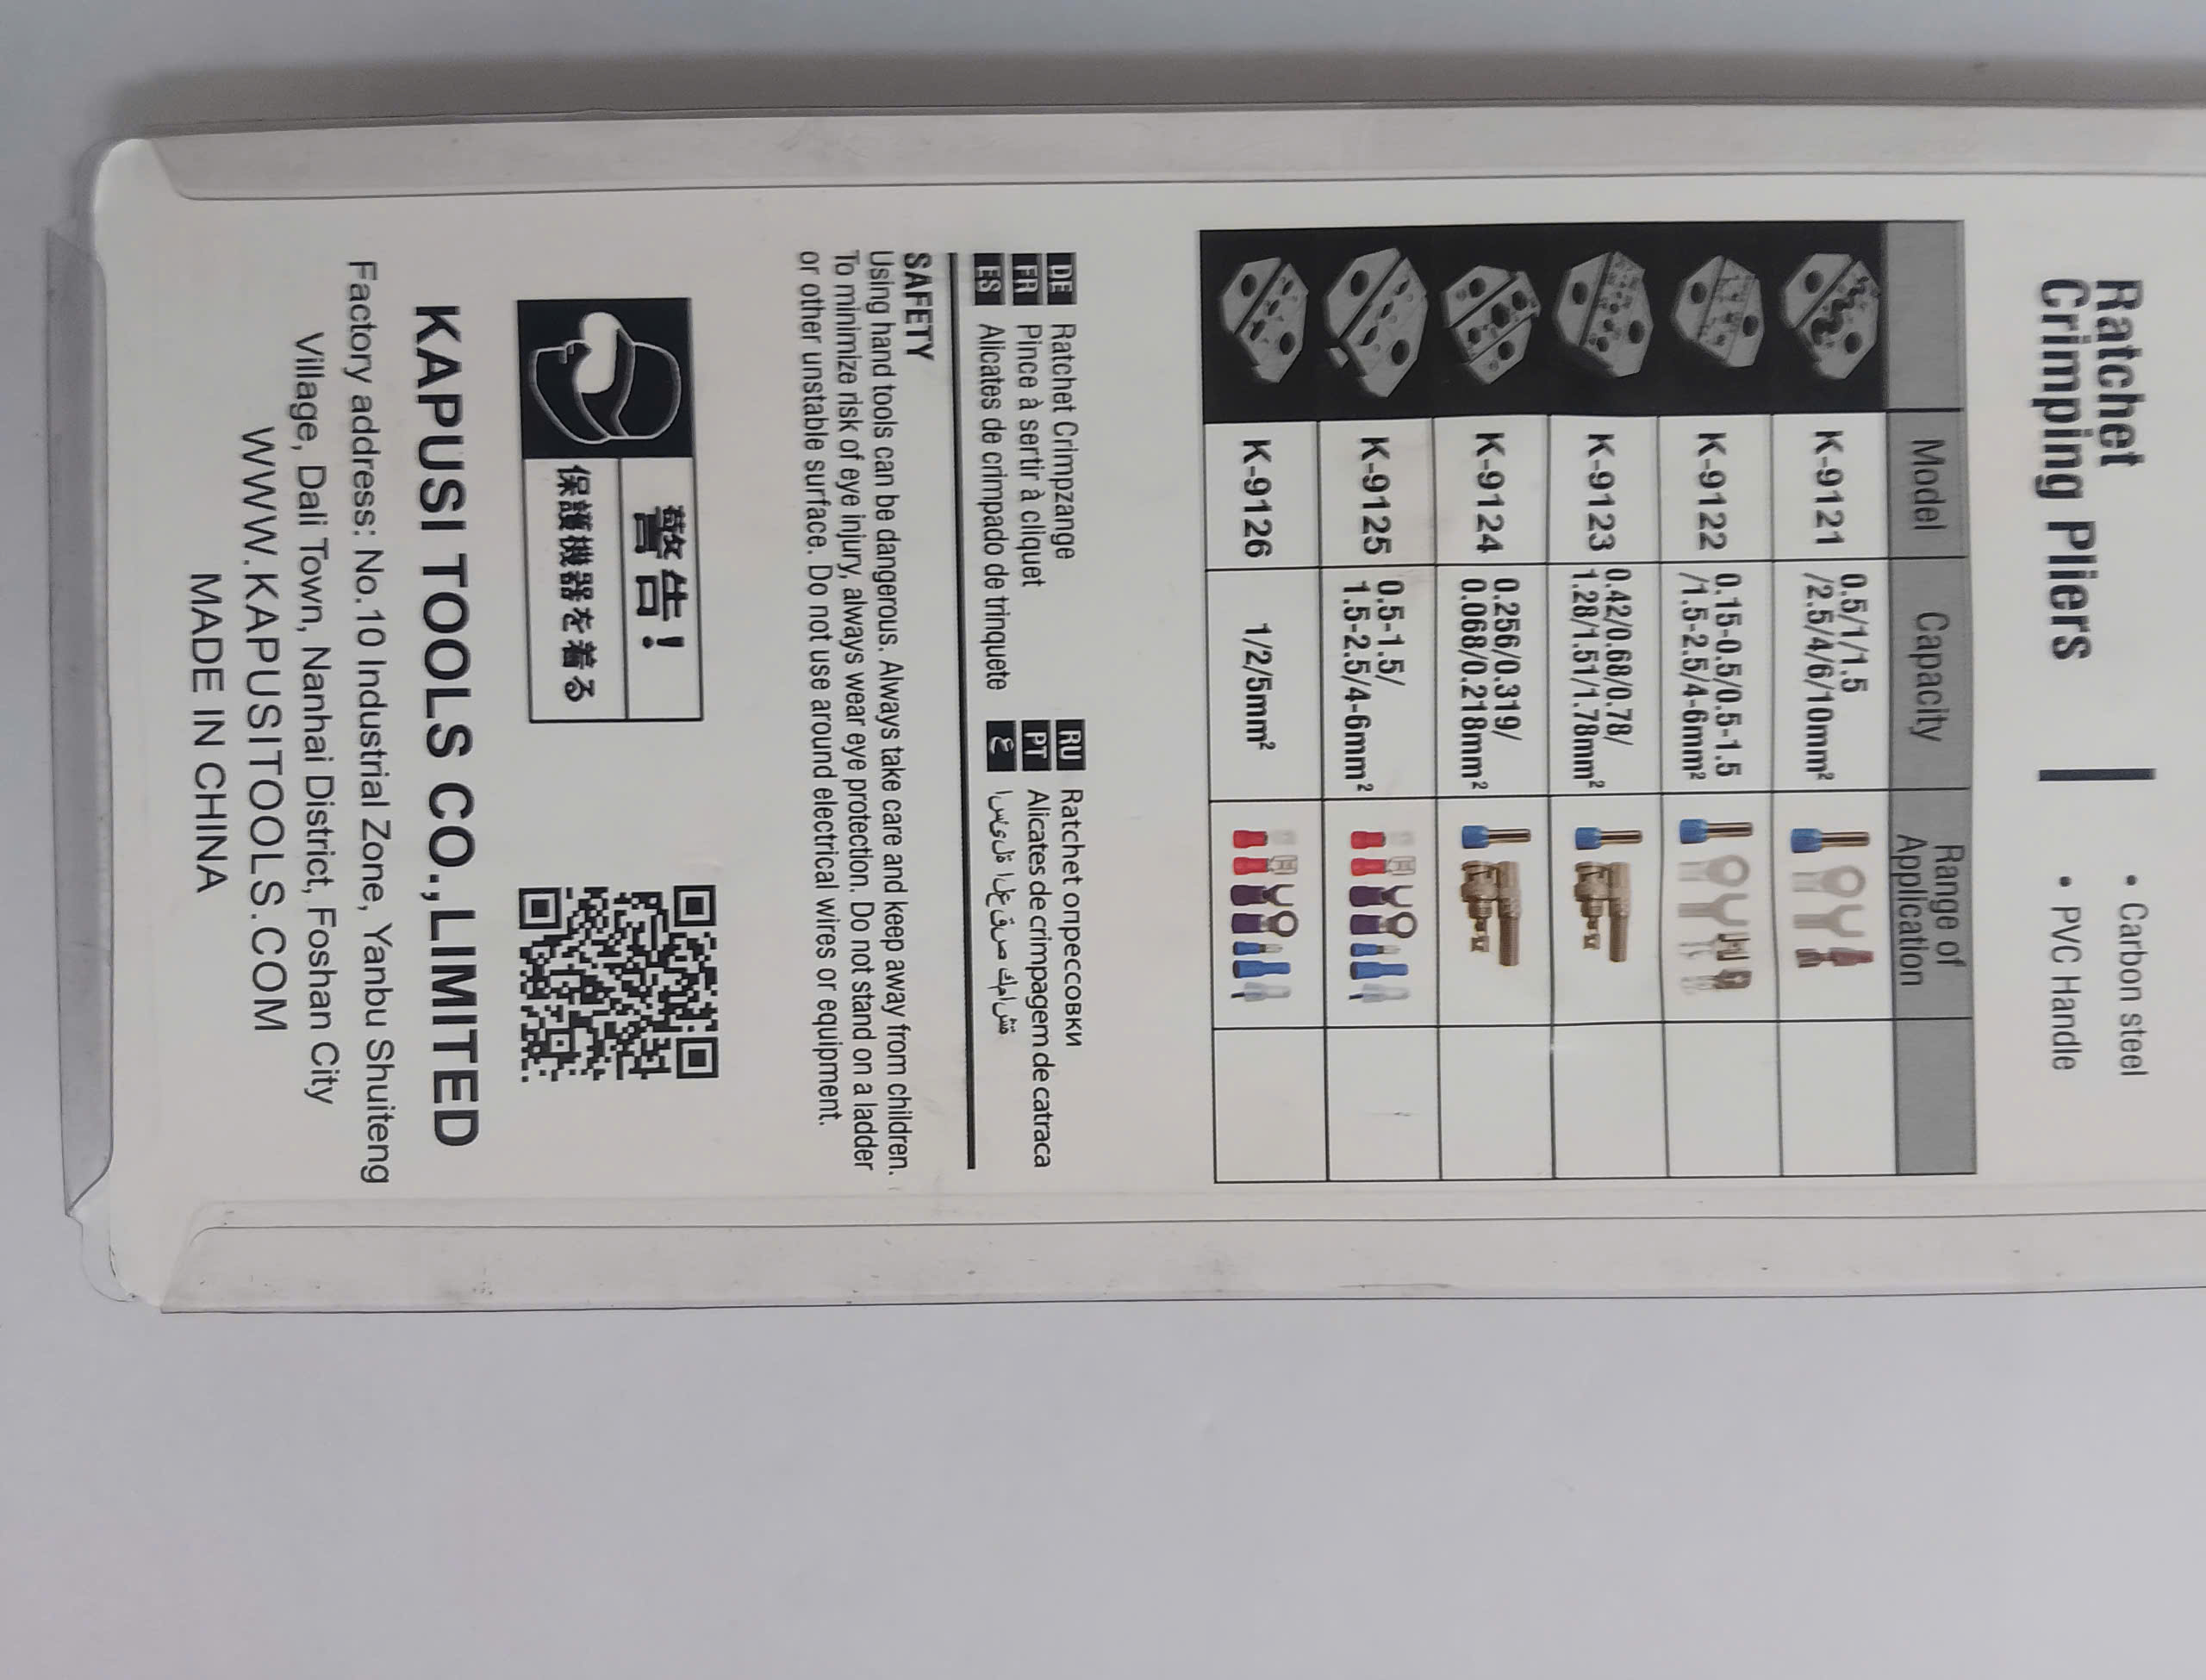 Ratchet
Crimping Pliers
• Carbon steel
• PVC Handle
Model
Capacity
Range of
Application
K-9121
0.5/1/1.5
/2.5/4/6/10mm²
K-9122
0.15-0.5/0.5-1.5
/1.5-2.5/4-6mm²
K-9123
0.42/0.68/0.78/
1.28/1.51/1.78mm²
K-9124
0.256/0.319/
0.068/0.218mm²
K-9125
0.5-1.5/
1.5-2.5/4-6mm²
K-9126
1/2/5mm²
DE Ratchet Crimpzange
FR Pince à sertir à cliquet
ES Alicates de crimpado de trinquete
RU Ratchet опрессовки
PT Alicates de crimpagem de catraca
ع
SAFETY
Using hand tools can be dangerous. Always take care and keep away from children.
To minimize risk of eye injury, always wear eye protection. Do not stand on a ladder
or other unstable surface. Do not use around electrical wires or equipment.
警告!
保護機器を着る
KAPUSI TOOLS CO.,LIMITED
Factory address: No.10 Industrial Zone, Yanbu Shuiteng
Village, Dali Town, Nanhai District, Foshan City
WWW.KAPUSITOOLS.COM
MADE IN CHINA